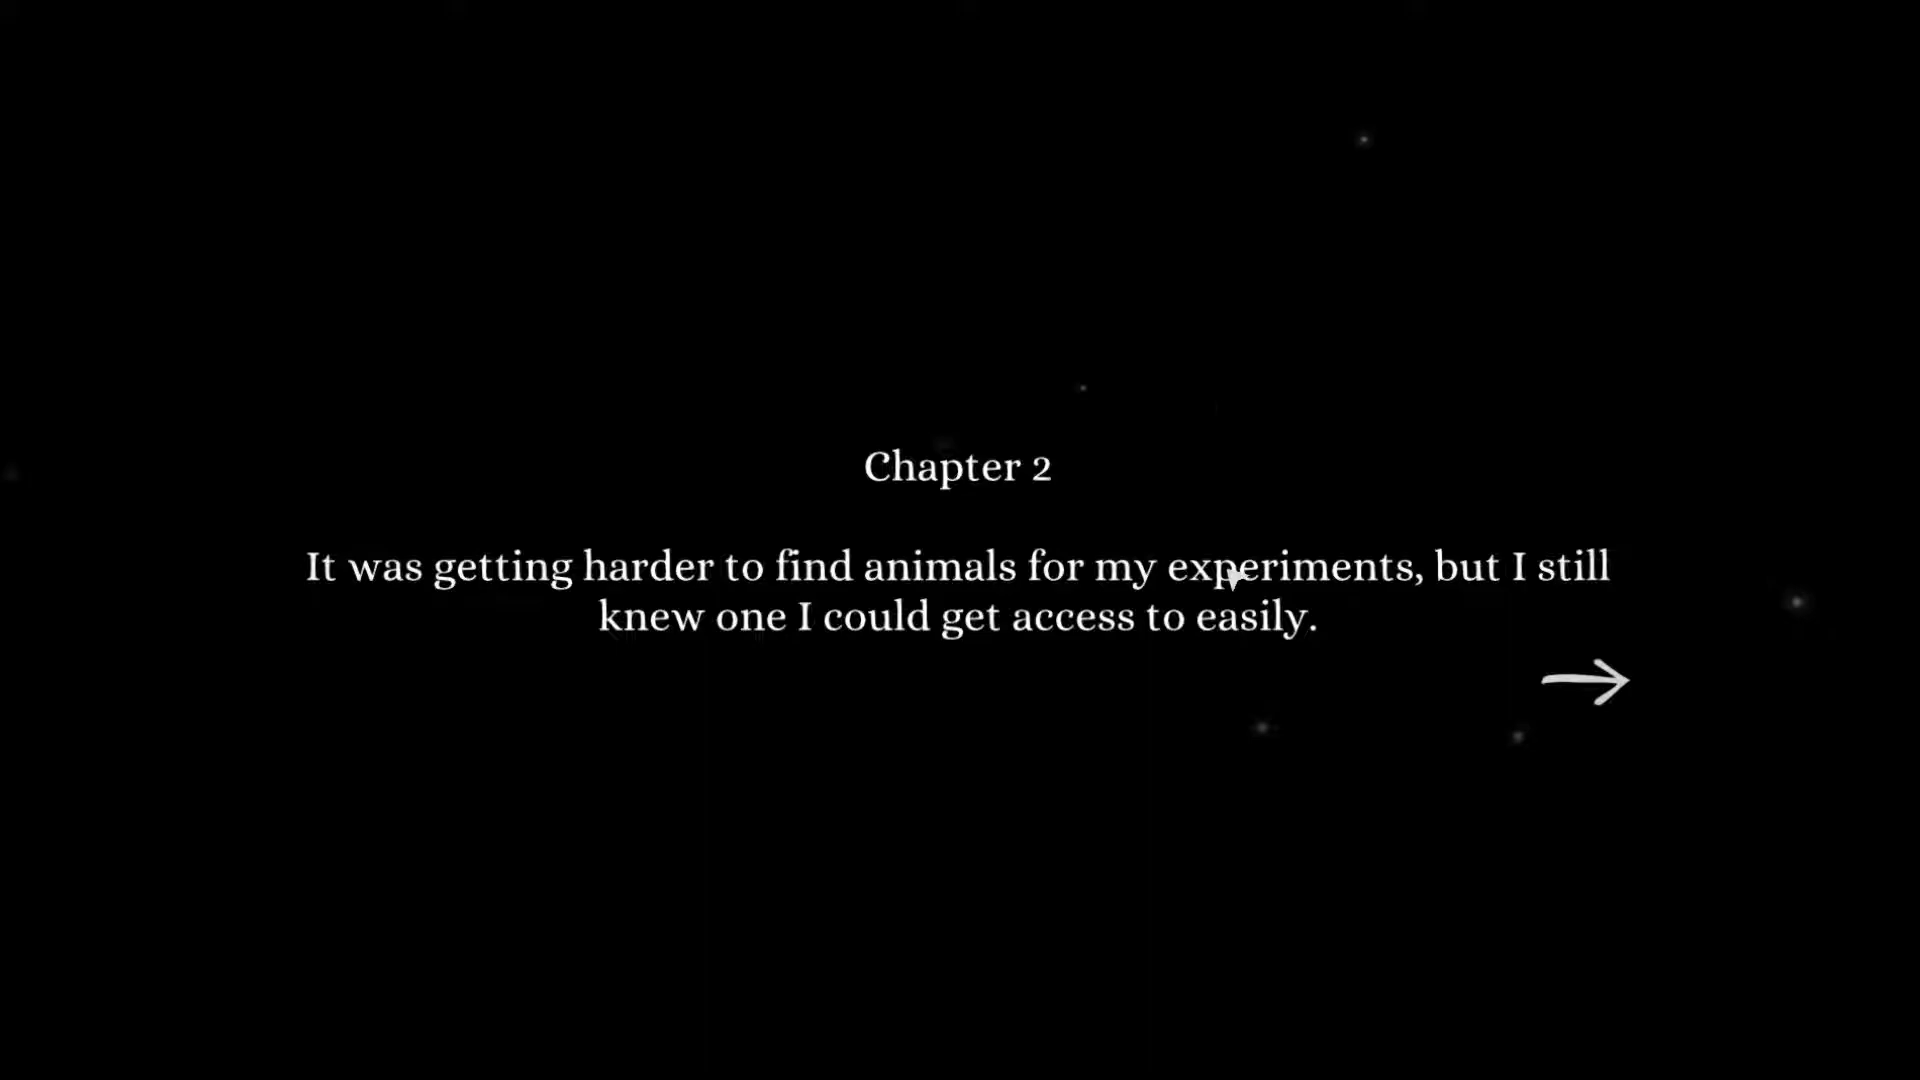 Chapter 2
It was getting harder to find animals for my experiments, but I still
knew one I could get access to easily.